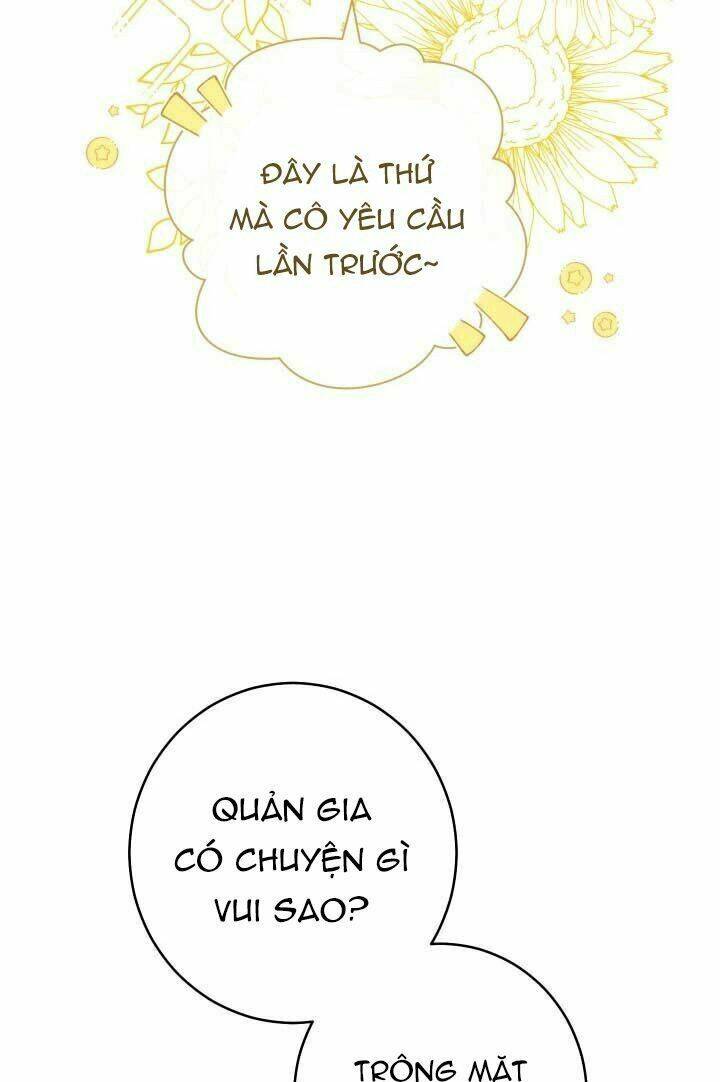 ĐÂY LÀ THỨ
MÀ CÔ YÊU CẦU
LẦN TRƯỚC~
QUẢN GIA
CÓ CHUYỆN GÌ
VUI SAO?
TRÔNG MẶT